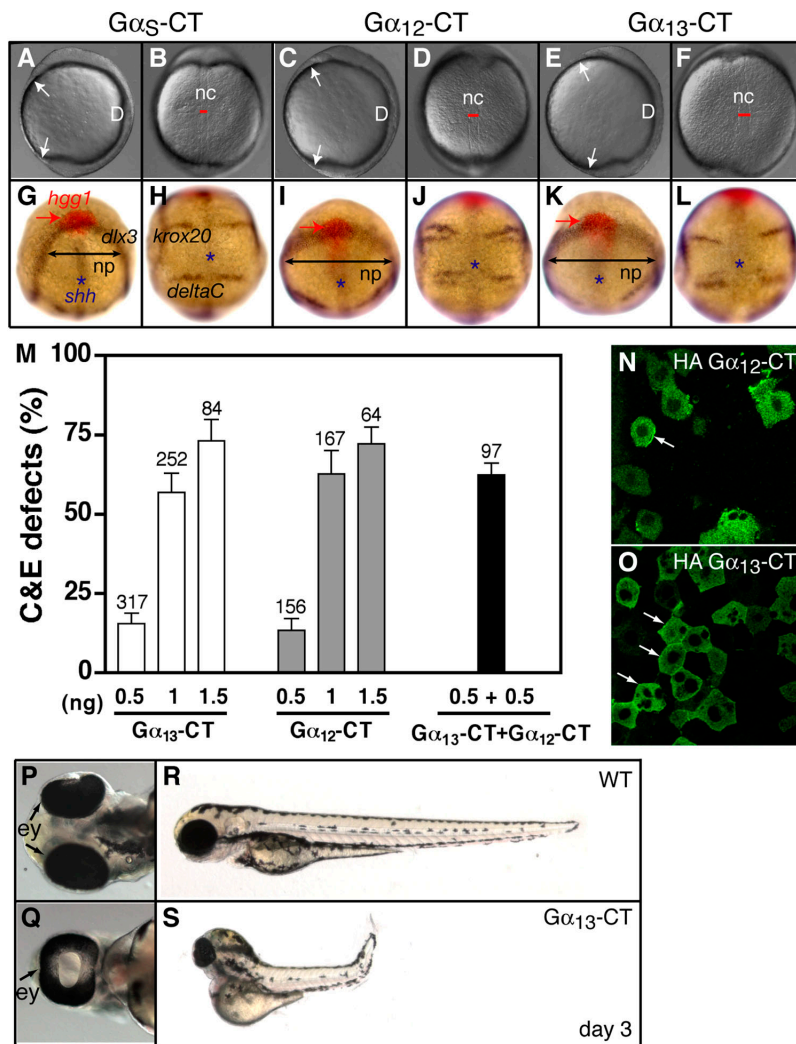 GαS-CT Gα12-CT Gα13-CT
A B C D E F
nc nc nc
D D D
G H I J K L
hgg1
dlx3 krox20
np np np
shh deltaC
* * * * * *
M
100
75
50
25
0
C&E defects (%)
317 252 84 156 167 64 97
(ng) 0.5 1 1.5 0.5 1 1.5 0.5 + 0.5
Gα13-CT Gα12-CT Gα13-CT+Gα12-CT
N HA Gα12-CT
O HA Gα13-CT
P R WT
ey
Q S Gα13-CT
ey
day 3